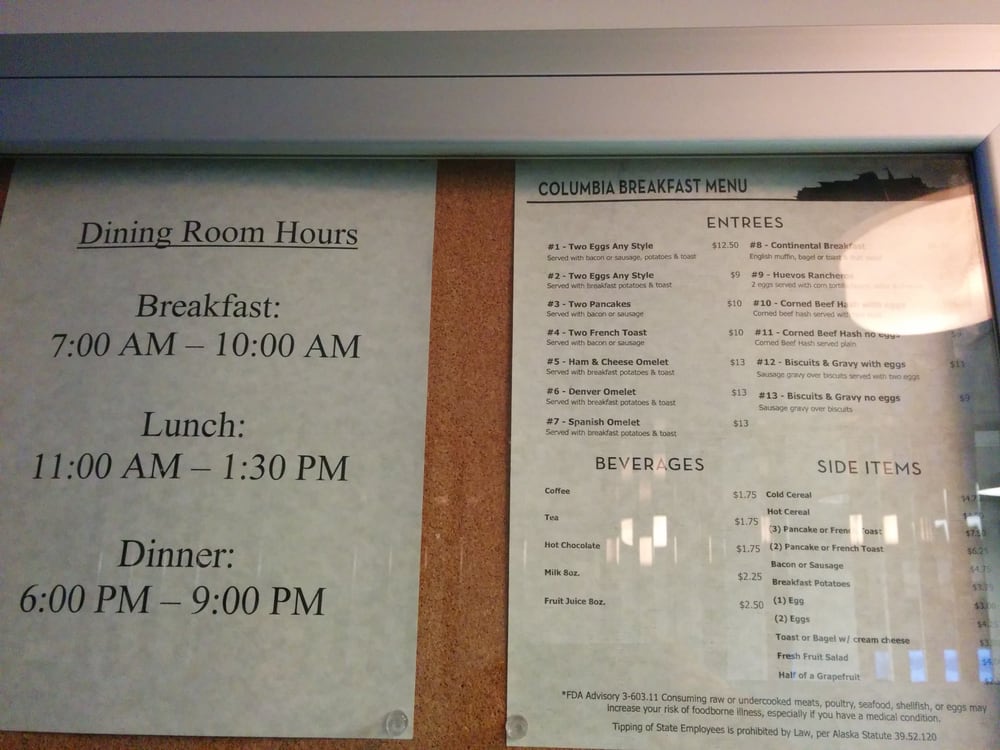 Dining Room Hours
Breakfast:
7:00 AM – 10:00 AM
Lunch:
11:00 AM – 1:30 PM
Dinner:
6:00 PM – 9:00 PM
COLUMBIA BREAKFAST MENU
ENTREES
#1 - Two Eggs Any Style $12.50
Served with bacon or sausage, potatoes & toast
#2 - Two Eggs Any Style $9
Served with breakfast potatoes & toast
#3 - Two Pancakes $10
Served with bacon or sausage
#4 - Two French Toast $10
Served with bacon or sausage
#5 - Ham & Cheese Omelet $13
Served with breakfast potatoes & toast
#6 - Denver Omelet $13
Served with breakfast potatoes & toast
#7 - Spanish Omelet $13
Served with breakfast potatoes & toast
#8 - Continental Breakfast
English muffin, bagel or toast &
#9 - Huevos Rancheros
2 eggs served with corn
#10 - Corned Beef Hash with eggs
Corned beef hash served with
#11 - Corned Beef Hash no eggs
Corned Beef Hash served plain
#12 - Biscuits & Gravy with eggs $11
Sausage gravy over biscuits served with two eggs
#13 - Biscuits & Gravy no eggs $9
Sausage gravy over biscuits
BEVERAGES
Coffee $1.75
Tea $1.75
Hot Chocolate $1.75
Milk 8oz. $2.25
Fruit Juice 8oz. $2.50
SIDE ITEMS
Cold Cereal
Hot Cereal
(3) Pancake or French Toast
(2) Pancake or French Toast
Bacon or Sausage
Breakfast Potatoes
(1) Egg
(2) Eggs
Toast or Bagel w/ cream cheese
Fresh Fruit Salad
Half of a Grapefruit
*FDA Advisory 3-603.11 Consuming raw or undercooked meats, poultry, seafood, shellfish, or eggs may
increase your risk of foodborne illness, especially if you have a medical condition.
Tipping of State Employees is prohibited by Law, per Alaska Statute 39.52.120